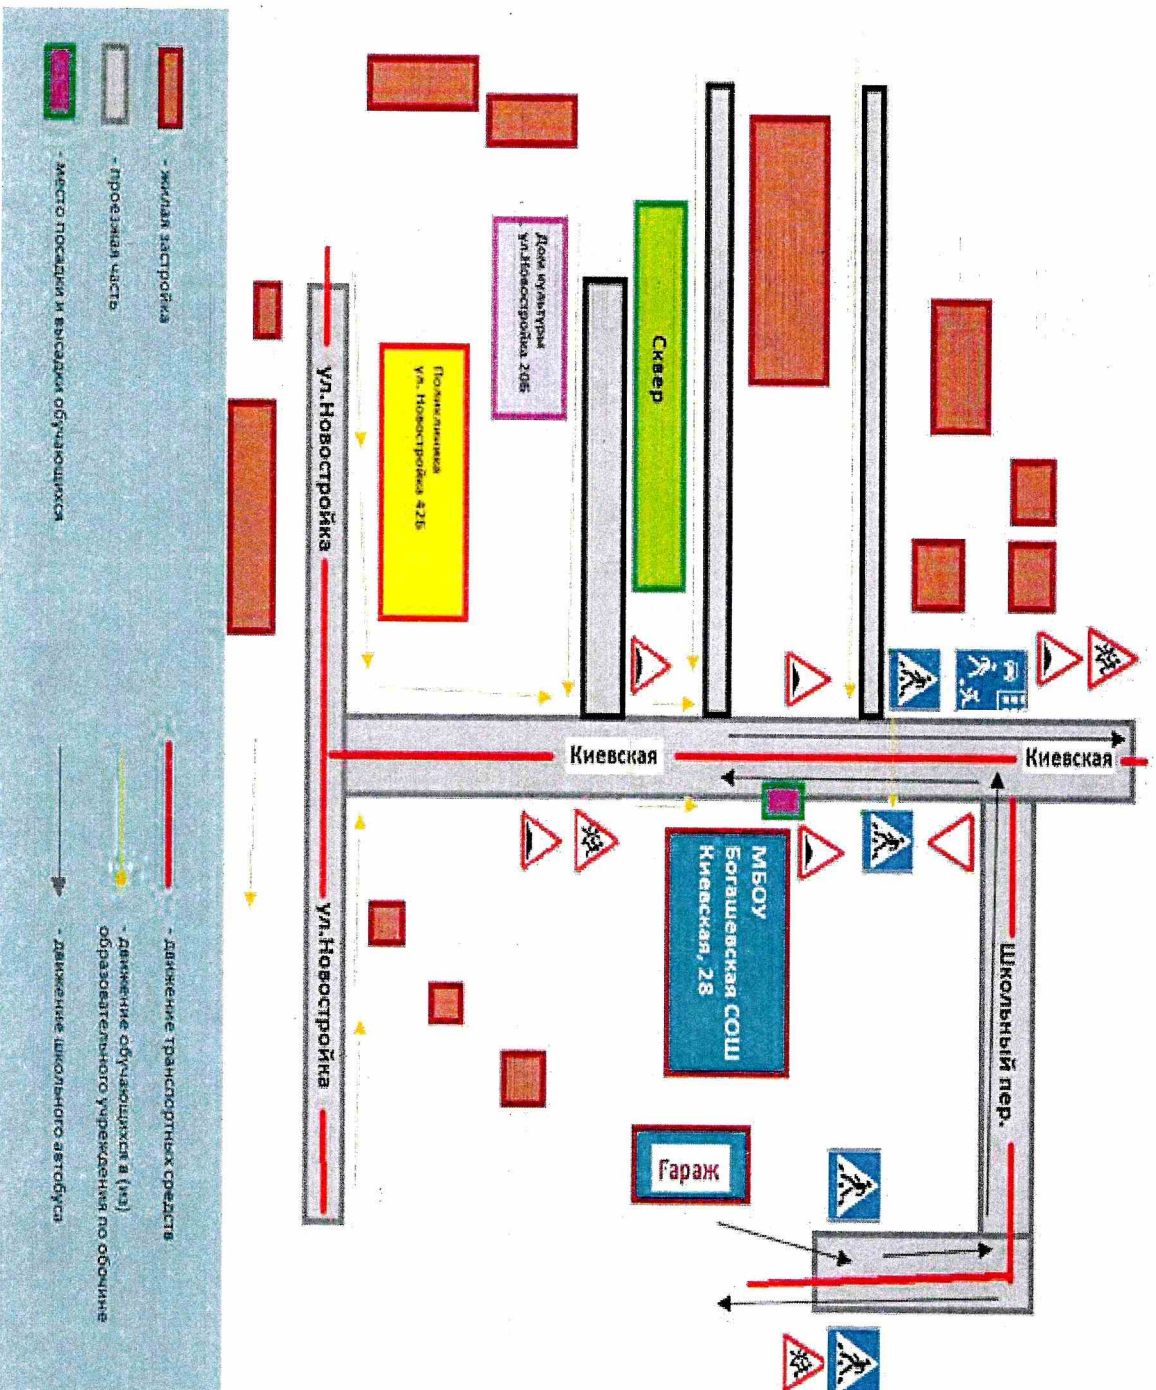 Дом культуры
ул.Новостройка 20Б
Сквер
Поликлиника
ул. Новостройка 42Б
ул.Новостройка
ул.Новостройка
Киевская
Киевская
МБОУ
Богашевская СОШ
Киевская, 28
Школьный пер.
Гараж
- жилая застройка
- проезжая часть
- место посадки и высадки обучающихся
- движение транспортных средств
- движение обучающихся в (из)
образовательного учреждения по обочине
- движение школьного автобуса